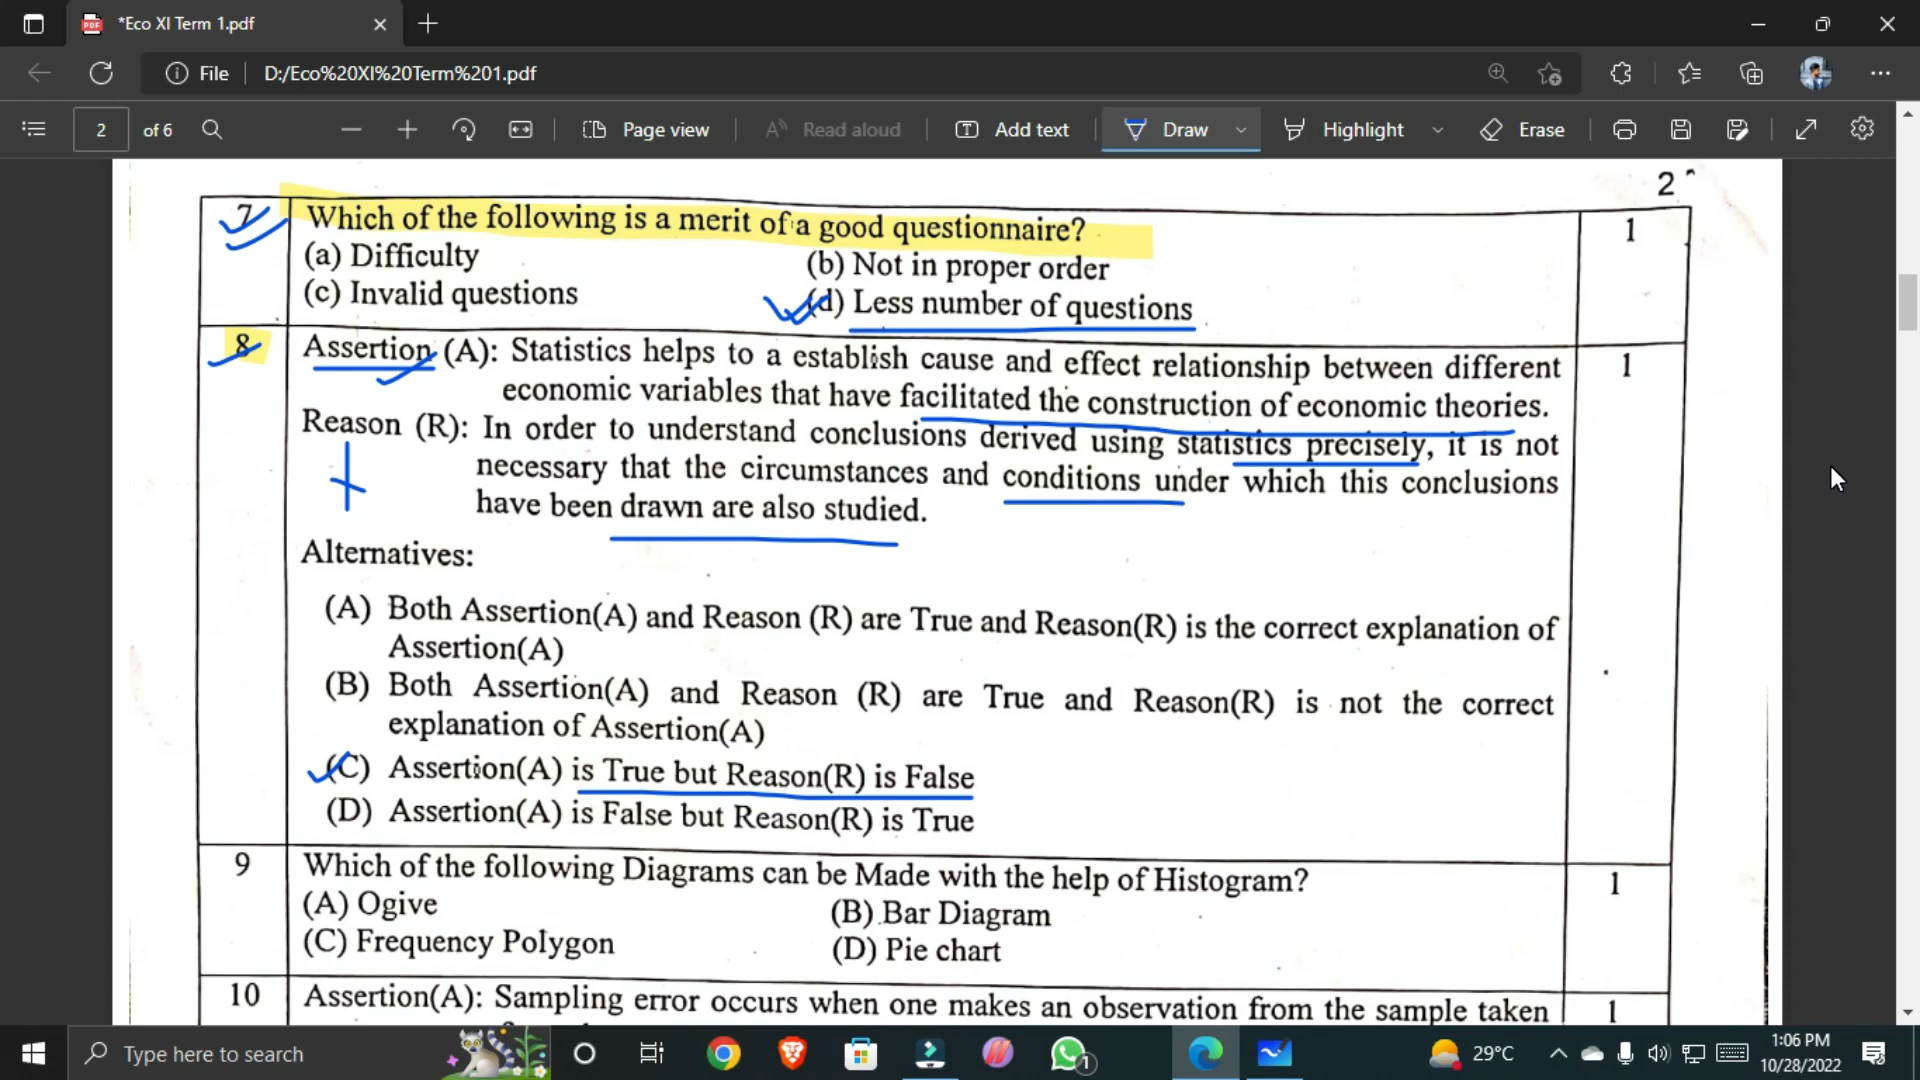 *Eco XI Term 1.pdf
File D:/Eco%20XI%20Term%201.pdf
2 of 6 Page view Read aloud Add text Draw Highlight Erase
2
7 Which of the following is a merit of a good questionnaire? 1
(a) Difficulty (b) Not in proper order
(c) Invalid questions (d) Less number of questions
8 Assertion (A): Statistics helps to a establish cause and effect relationship between different 1
economic variables that have facilitated the construction of economic theories.
Reason (R): In order to understand conclusions derived using statistics precisely, it is not
necessary that the circumstances and conditions under which this conclusions
have been drawn are also studied.
Alternatives:
(A) Both Assertion(A) and Reason (R) are True and Reason(R) is the correct explanation of
Assertion(A)
(B) Both Assertion(A) and Reason (R) are True and Reason(R) is not the correct
explanation of Assertion(A)
(C) Assertion(A) is True but Reason(R) is False
(D) Assertion(A) is False but Reason(R) is True
9 Which of the following Diagrams can be Made with the help of Histogram? 1
(A) Ogive (B) Bar Diagram
(C) Frequency Polygon (D) Pie chart
10 Assertion(A): Sampling error occurs when one makes an observation from the sample taken 1
Type here to search 1 29°C 1:06 PM
10/28/2022